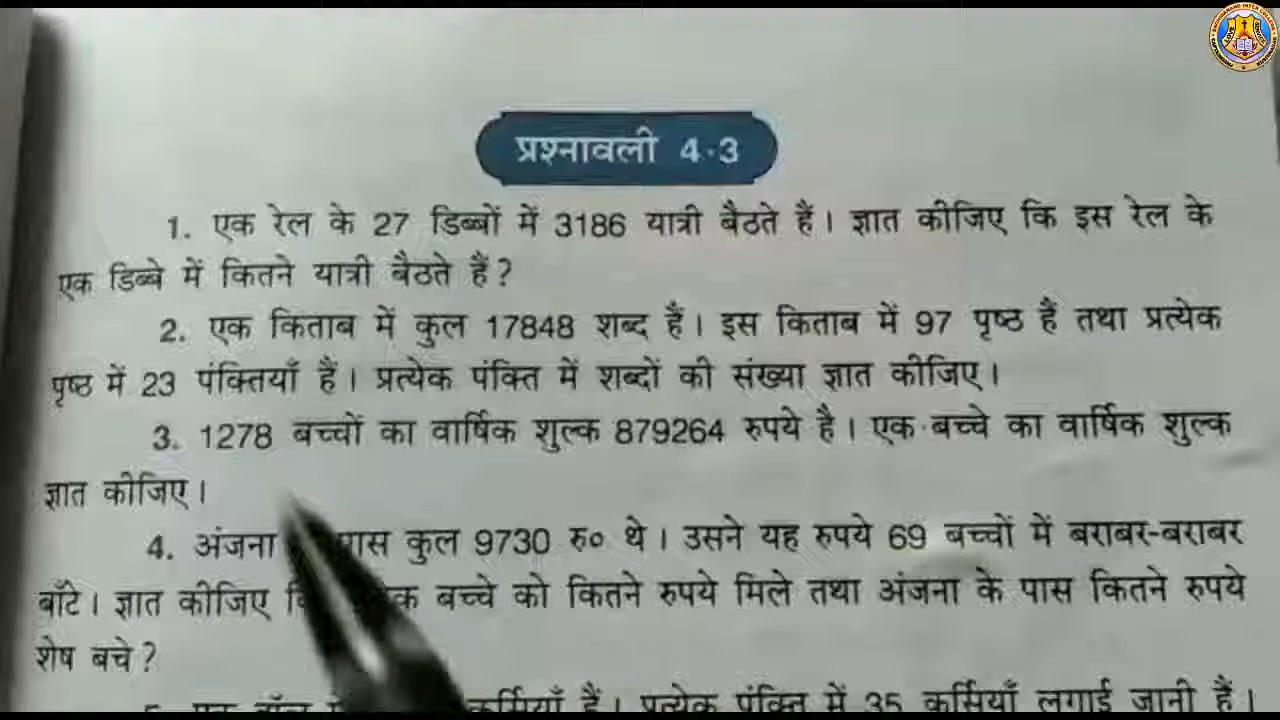 प्रश्नावली 4·3
1. एक रेल के 27 डिब्बों में 3186 यात्री बैठते हैं। ज्ञात कीजिए कि इस रेल के
एक डिब्बे में कितने यात्री बैठते हैं?
2. एक किताब में कुल 17848 शब्द हैं। इस किताब में 97 पृष्ठ हैं तथा प्रत्येक
पृष्ठ में 23 पंक्तियाँ हैं। प्रत्येक पंक्ति में शब्दों की संख्या ज्ञात कीजिए।
3. 1278 बच्चों का वार्षिक शुल्क 879264 रुपये है। एक बच्चे का वार्षिक शुल्क
ज्ञात कीजिए।
4. अंजना पास कुल 9730 रु० थे। उसने यह रुपये 69 बच्चों में बराबर-बराबर
बाँटे। ज्ञात कीजिए बच्चे को कितने रुपये मिले तथा अंजना के पास कितने रुपये
शेष बचे?
कुर्सियाँ हैं। प्रत्येक पंक्ति में 35 कुर्सियाँ लगाई जानी हैं।